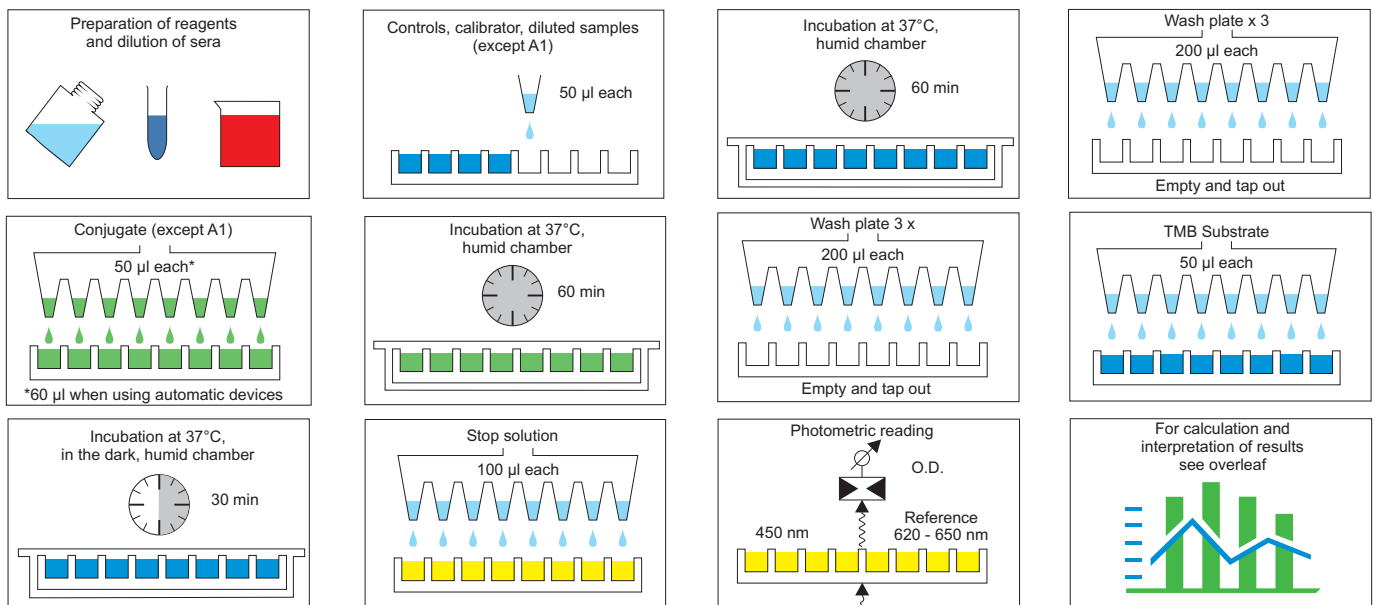 Preparation of reagents
and dilution of sera
Controls, calibrator, diluted samples
(except A1)
50 µl each
Incubation at 37°C,
humid chamber
60 min
Wash plate x 3
200 µl each
Empty and tap out
Conjugate (except A1)
50 µl each*
*60 µl when using automatic devices
Incubation at 37°C,
humid chamber
60 min
Wash plate 3 x
200 µl each
Empty and tap out
TMB Substrate
50 µl each
Incubation at 37°C,
in the dark, humid chamber
30 min
Stop solution
100 µl each
Photometric reading
O.D.
450 nm
Reference
620 - 650 nm
For calculation and
interpretation of results
see overleaf